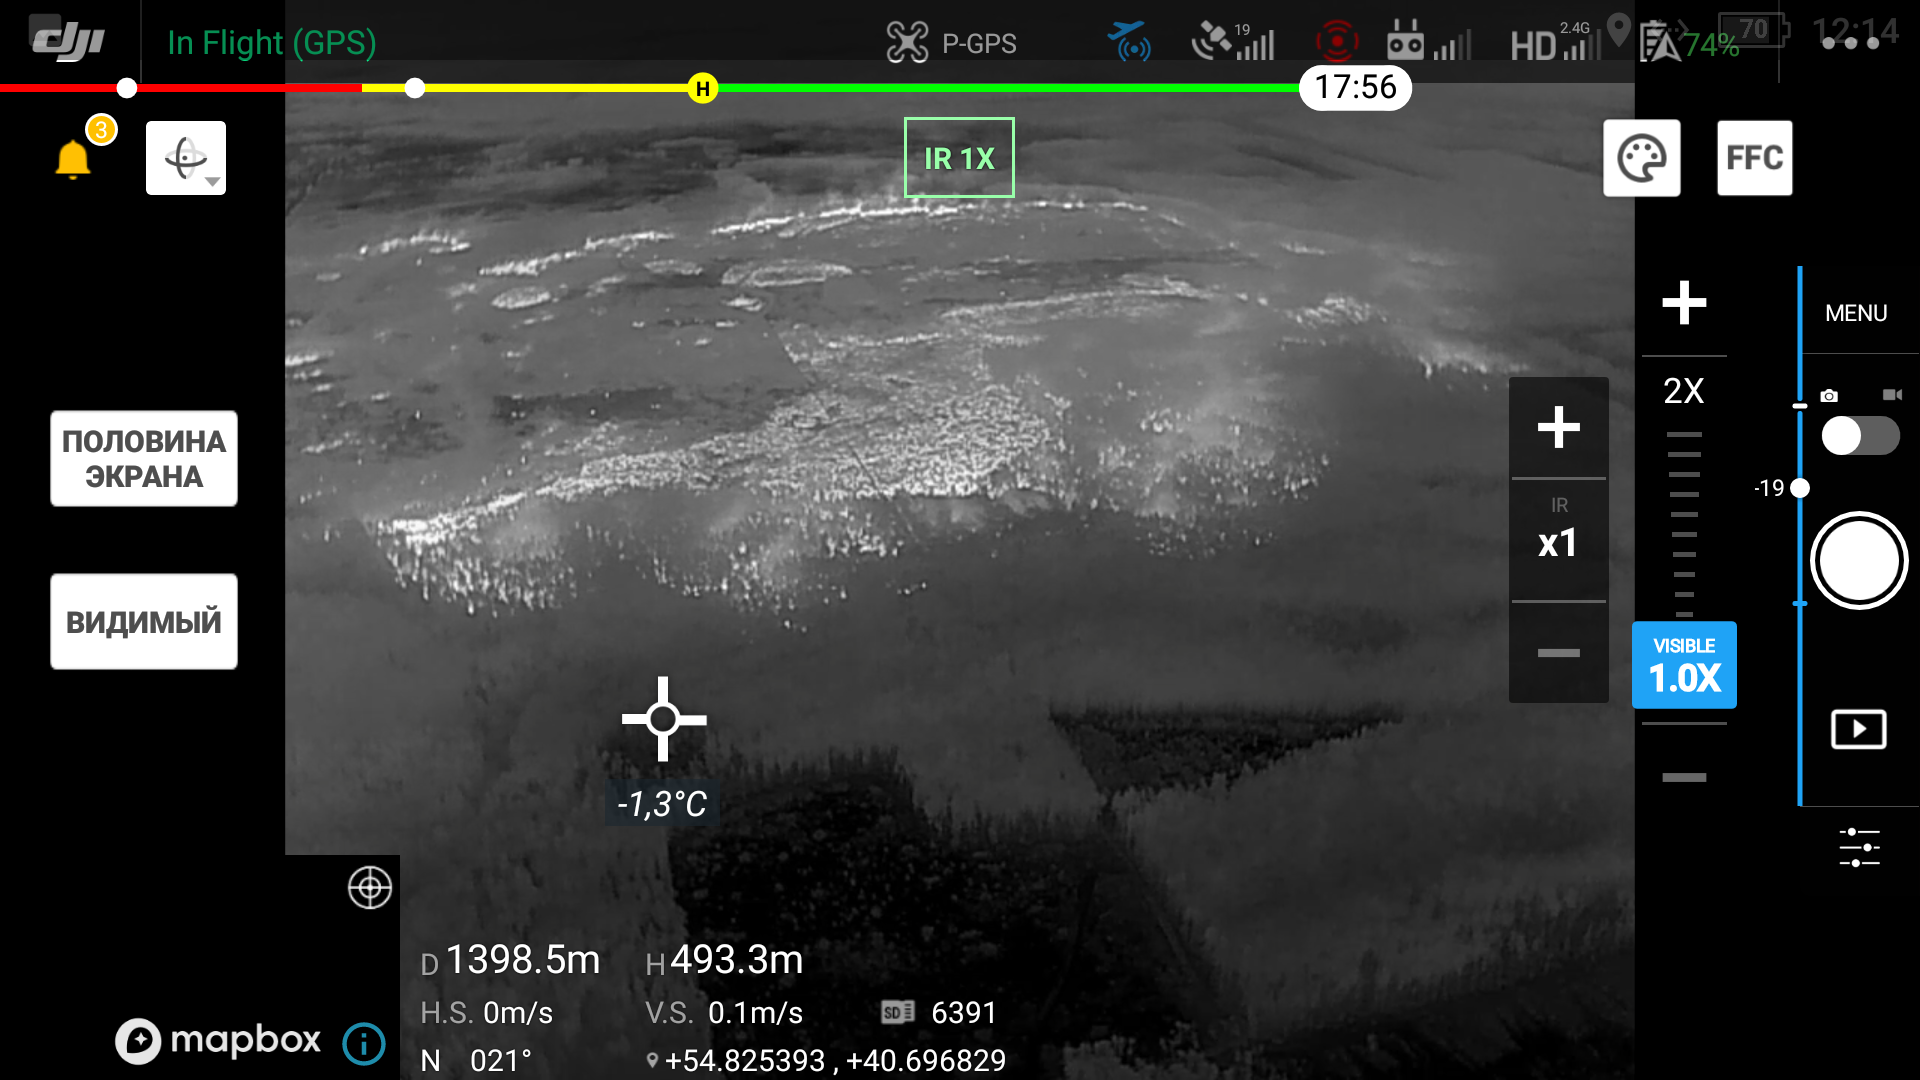 dji
In Flight (GPS)
P-GPS
19
HD
2.4G
74%
70
12:14
H
17:56
3
IR 1X
FFC
MENU
2X
ПОЛОВИНА
ЭКРАНА
IR
x1
-19
ВИДИМЫЙ
VISIBLE
1.0X
-1,3°C
D 1398.5m
H 493.3m
H.S. 0m/s
V.S. 0.1m/s
SD 6391
N 021°
+54.825393 , +40.696829
mapbox
i